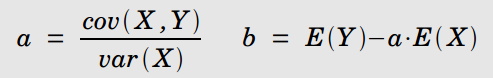 a = cov(X,Y) / var(X)   b = E(Y)−a·E(X)